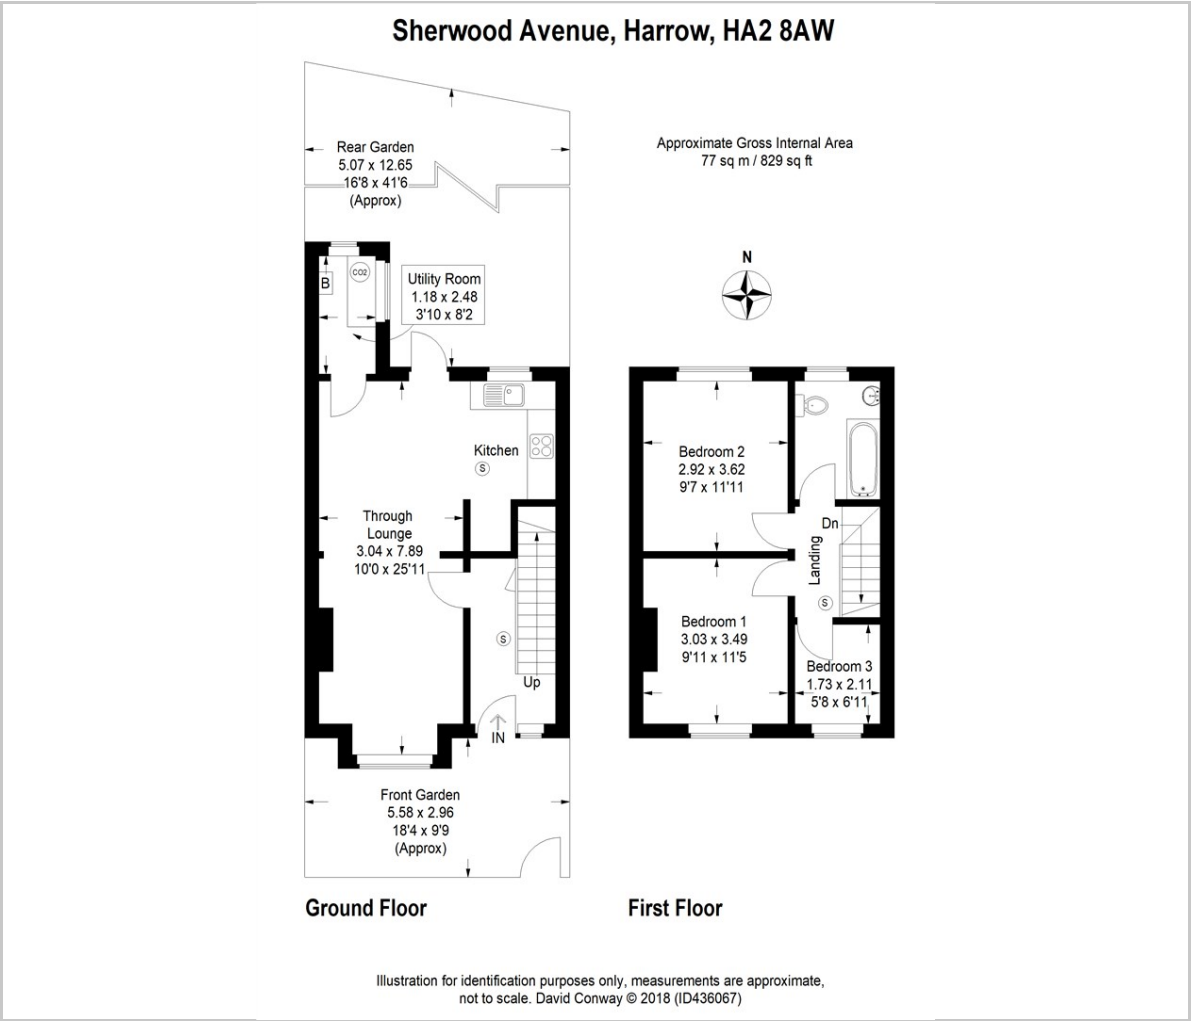 Sherwood Avenue, Harrow, HA2 8AW
Rear Garden
5.07 x 12.65
16'8 x 41'6
(Approx)
Approximate Gross Internal Area
77 sq m / 829 sq ft
N
B
CO2
Utility Room
1.18 x 2.48
3'10 x 8'2
Kitchen
S
Through
Lounge
3.04 x 7.89
10'0 x 25'11
S
Up
IN
Front Garden
5.58 x 2.96
18'4 x 9'9
(Approx)
Ground Floor
Bedroom 2
2.92 x 3.62
9'7 x 11'11
Dn
Landing
S
Bedroom 1
3.03 x 3.49
9'11 x 11'5
Bedroom 3
1.73 x 2.11
5'8 x 6'11
First Floor
Illustration for identification purposes only, measurements are approximate,
not to scale. David Conway © 2018 (ID436067)